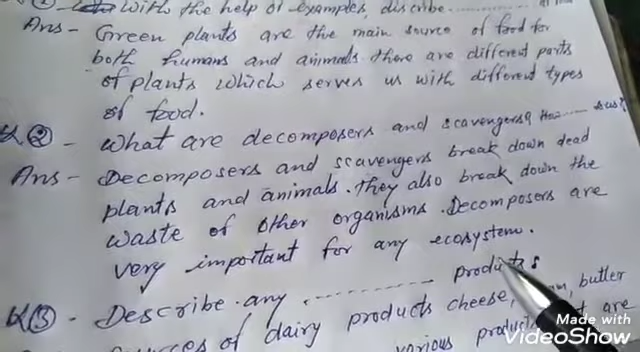 with the help of examples, discribe.............
Ans - Green plants are the main source of food for
both humans and animals there are different parts
of plants which serves us with different types
of food.
Q② - What are decomposers and scavengers?
Ans - Decomposers and scavengers break down dead
plants and animals. They also break down the
waste of other organisms. Decomposers are
very important for any ecosystem.
Q③ - Describe any ............ products
of dairy products cheese, butter
various are
Made with
VideoShow